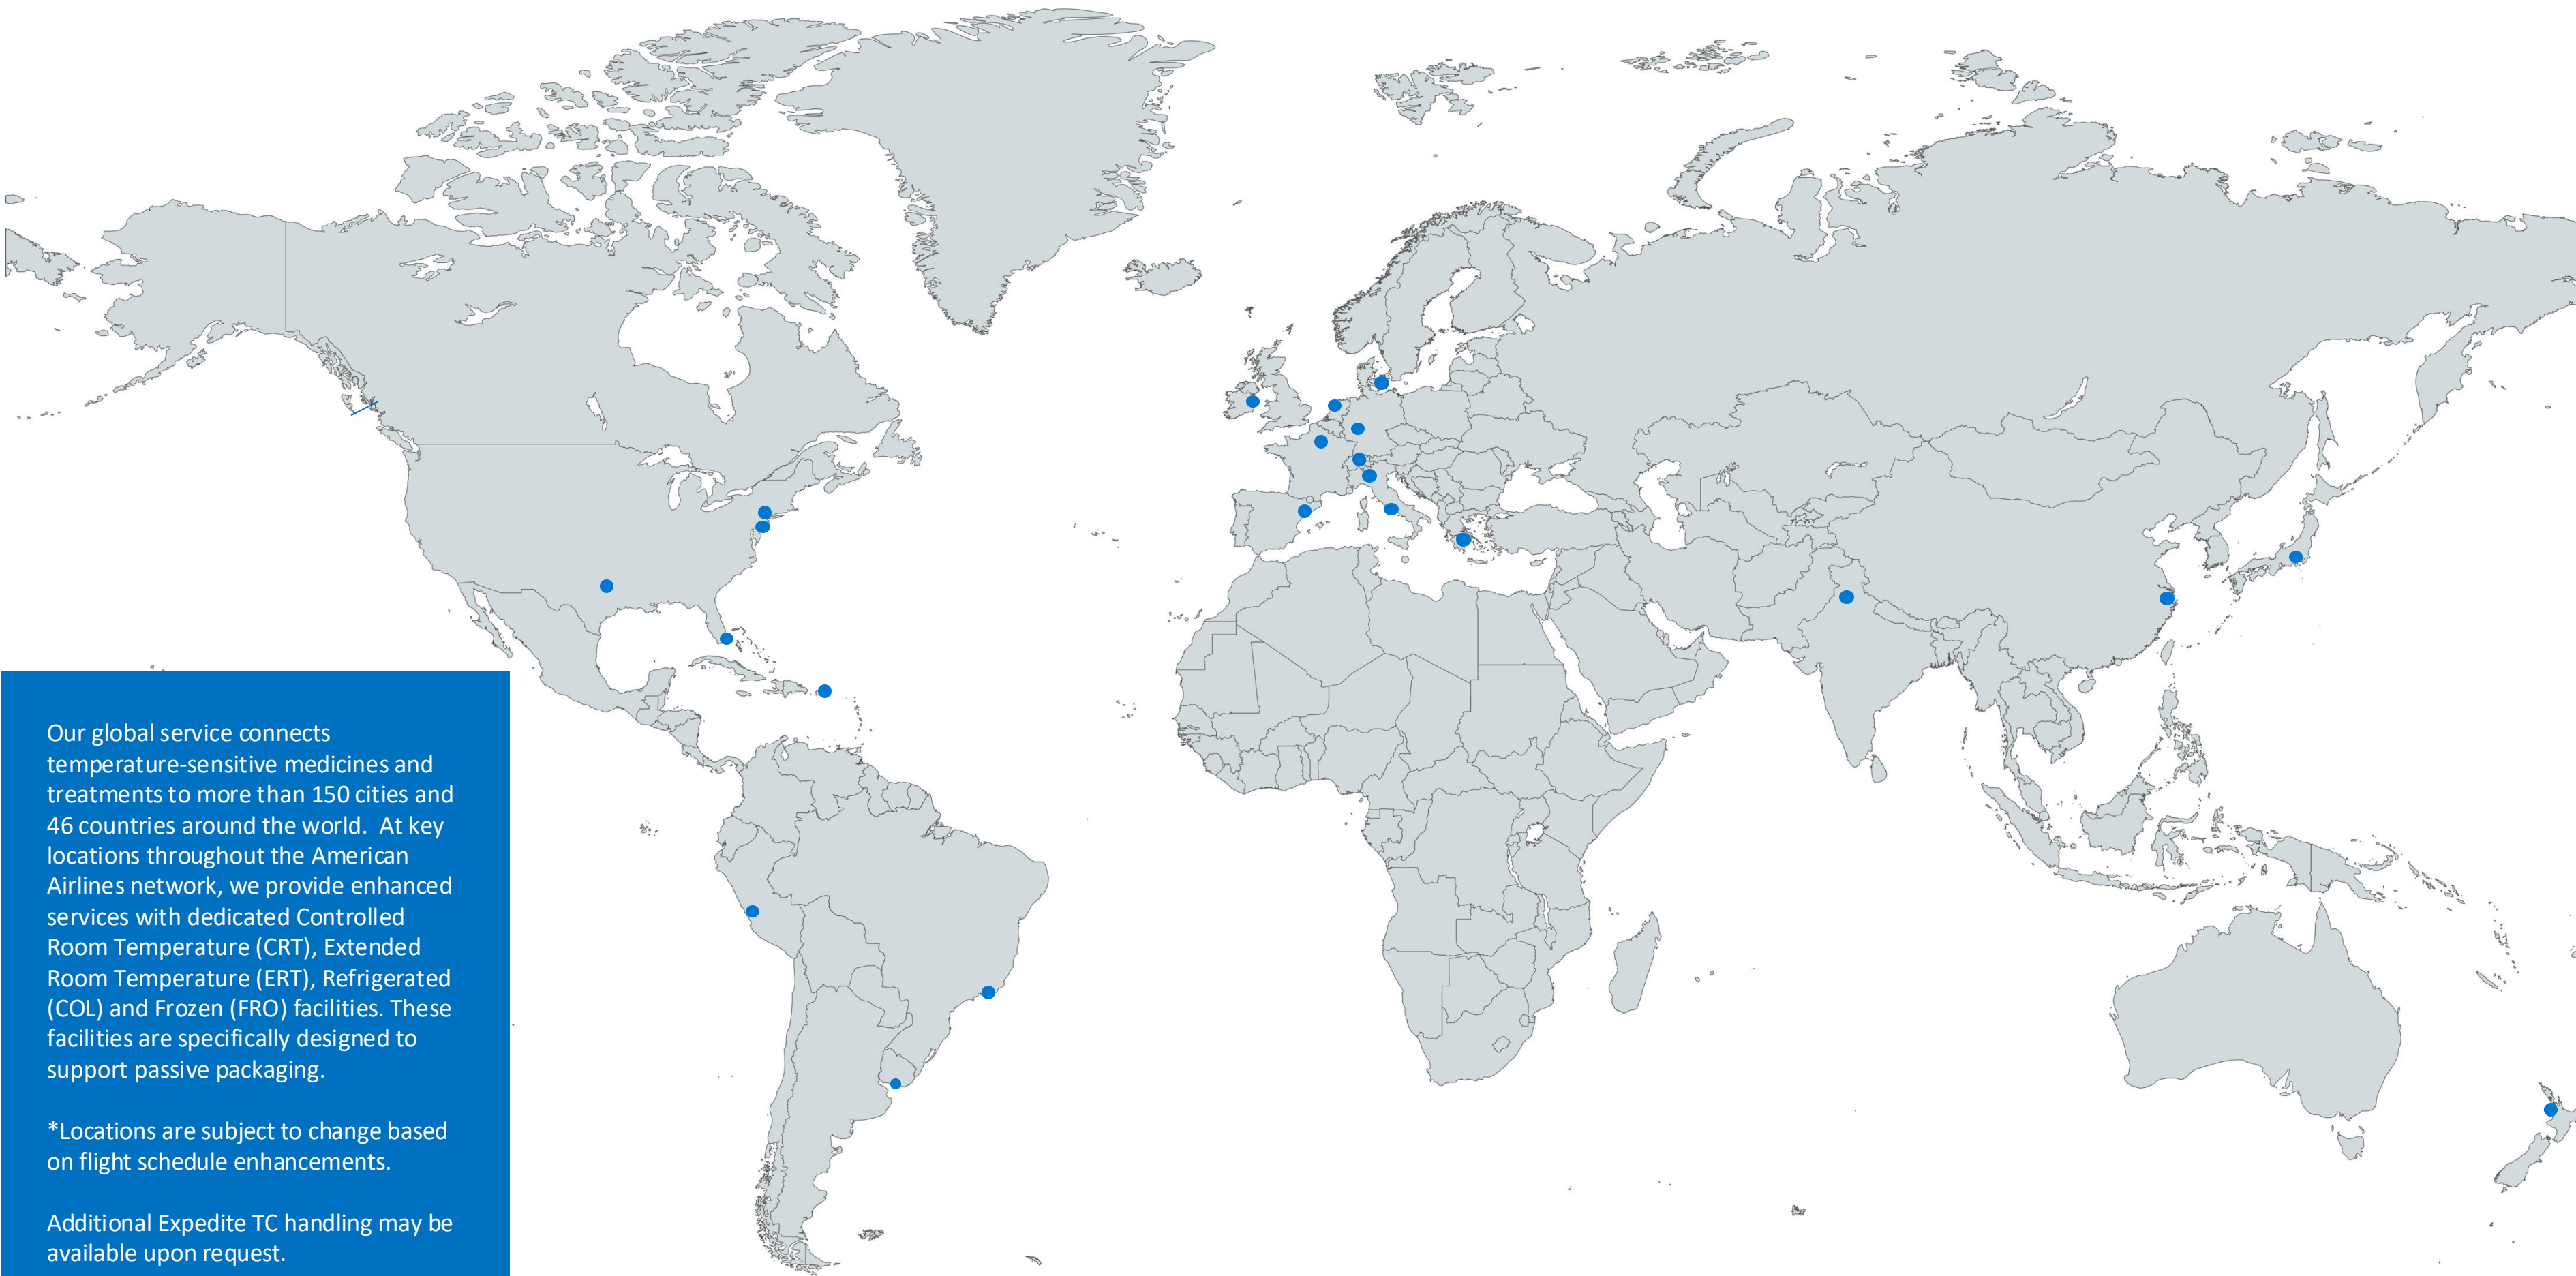 Our global service connects
temperature-sensitive medicines and
treatments to more than 150 cities and
46 countries around the world.  At key
locations throughout the American
Airlines network, we provide enhanced
services with dedicated Controlled
Room Temperature (CRT), Extended
Room Temperature (ERT), Refrigerated
(COL) and Frozen (FRO) facilities. These
facilities are specifically designed to
support passive packaging.
*Locations are subject to change based
on flight schedule enhancements.
Additional Expedite TC handling may be
available upon request.